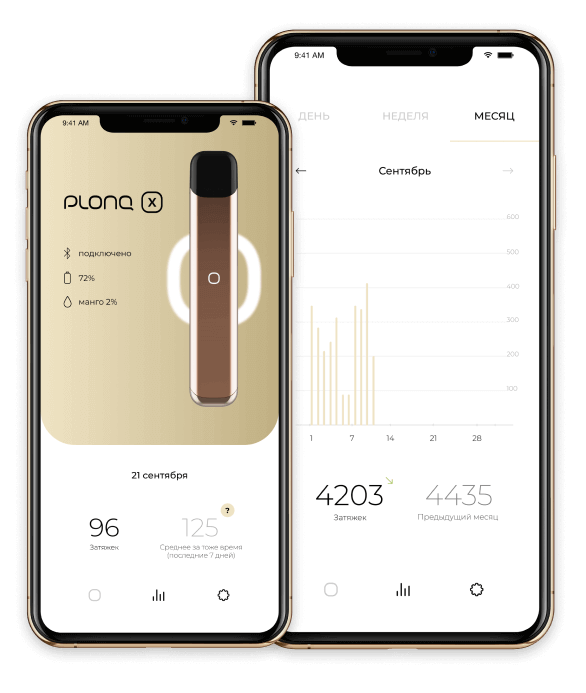 9:41 AM
PLONQ X
подключено
72%
манго 2%
21 сентября
96
Затяжек
?
125
Среднее за тоже время
(последние 7 дней)
9:41 AM
ДЕНЬ
НЕДЕЛЯ
МЕСЯЦ
Сентябрь
600
500
400
300
200
100
1 7 14 21 28
4203
Затяжек
4435
Предыдущий месяц